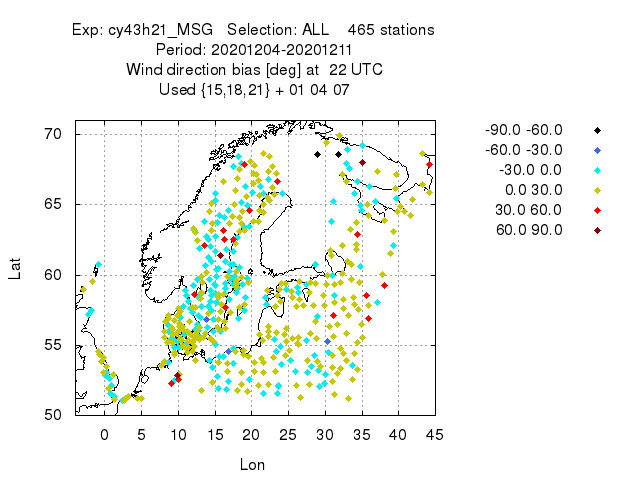 Exp: cy43h21_MSG Selection: ALL 465 stations
Period: 20201204-20201211
Wind direction bias [deg] at 22 UTC
Used {15,18,21} + 01 04 07
-90.0 -60.0
-60.0 -30.0
-30.0 0.0
0.0 30.0
30.0 60.0
60.0 90.0
70
65
60
55
50
Lat
0 5 10 15 20 25 30 35 40 45
Lon